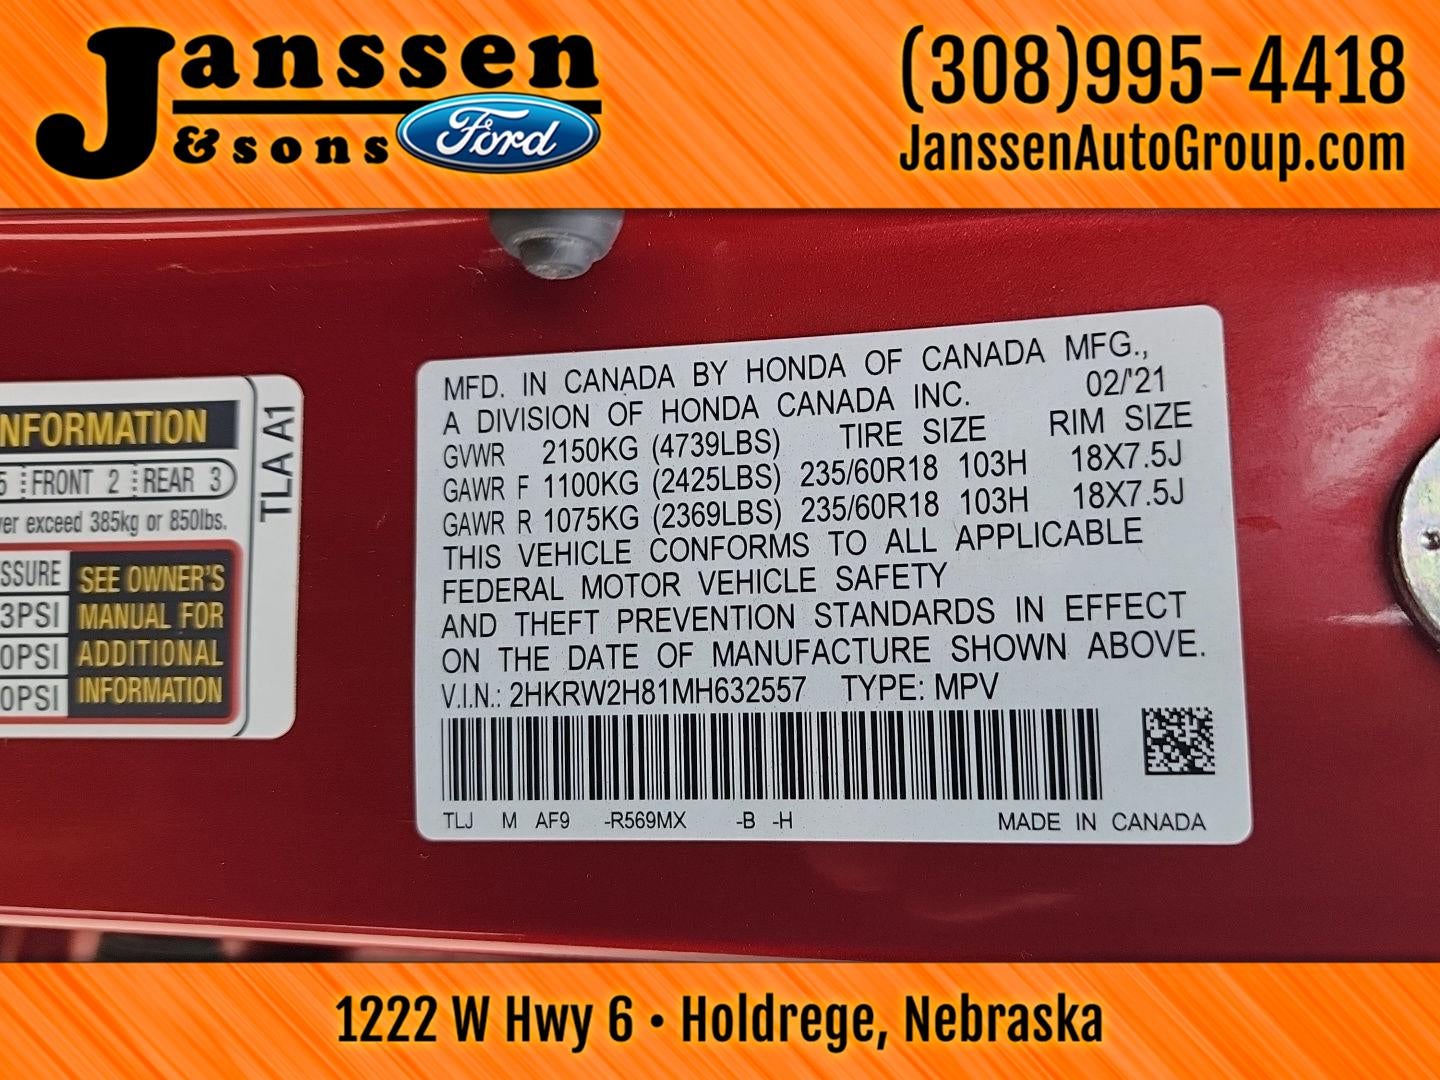 Janssen
& sons
Ford
(308)995-4418
JanssenAutoGroup.com
NFORMATION
5 FRONT 2 REAR 3
ver exceed 385kg or 850lbs.
SSURE
3PSI
0PSI
0PSI
SEE OWNER'S
MANUAL FOR
ADDITIONAL
INFORMATION
TLA A1
MFD. IN CANADA BY HONDA OF CANADA MFG.,
A DIVISION OF HONDA CANADA INC. 02/'21
GVWR 2150KG (4739LBS) TIRE SIZE RIM SIZE
GAWR F 1100KG (2425LBS) 235/60R18 103H 18X7.5J
GAWR R 1075KG (2369LBS) 235/60R18 103H 18X7.5J
THIS VEHICLE CONFORMS TO ALL APPLICABLE
FEDERAL MOTOR VEHICLE SAFETY
AND THEFT PREVENTION STANDARDS IN EFFECT
ON THE DATE OF MANUFACTURE SHOWN ABOVE.
V.I.N.: 2HKRW2H81MH632557 TYPE: MPV
TLJ M AF9 -R569MX -B -H MADE IN CANADA
1222 W Hwy 6 • Holdrege, Nebraska